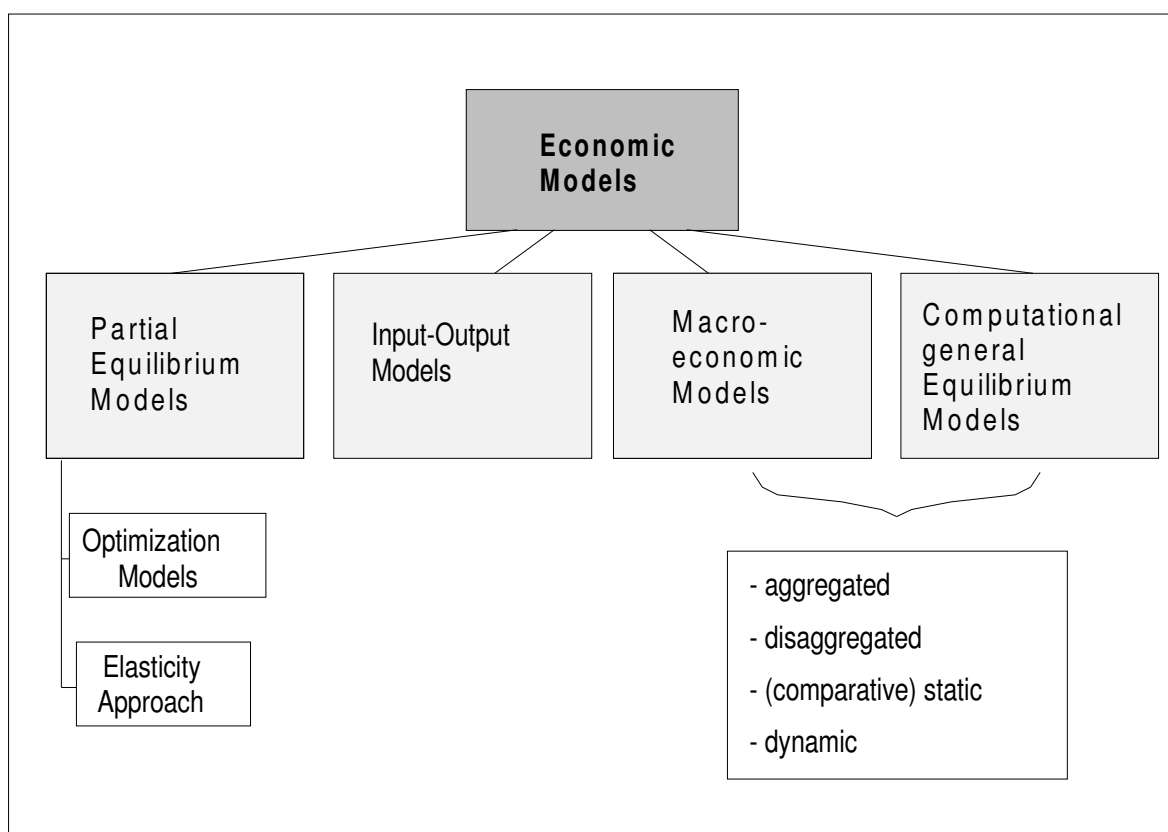 Economic
Models
Partial
Equilibrium
Models
Input-Output
Models
Macro-
economic
Models
Computational
general
Equilibrium
Models
Optimization
Models
Elasticity
Approach
- aggregated
- disaggregated
- (comparative) static
- dynamic